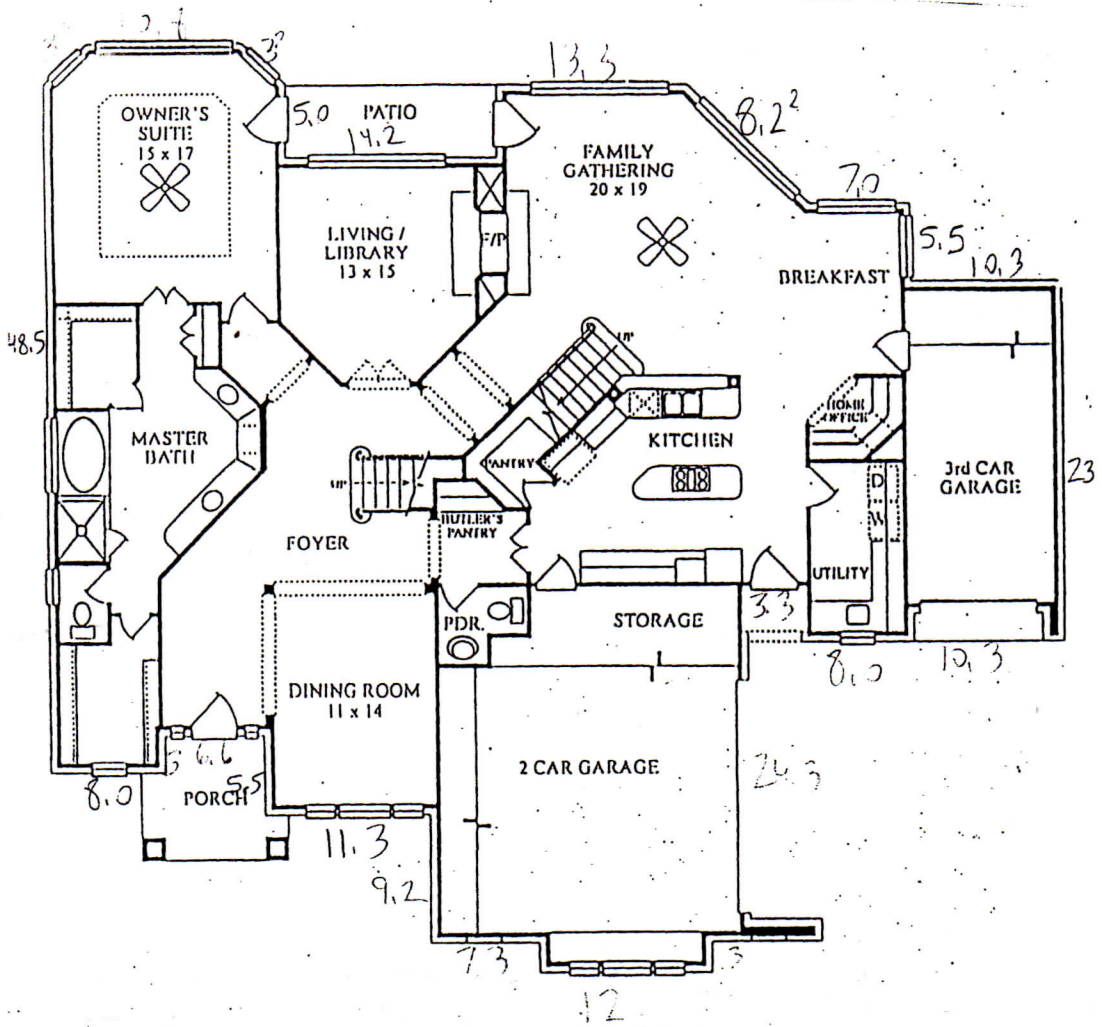 3²
13,3
5,0
PATIO
14,2
8,2²
OWNER'S
SUITE
15 x 17
FAMILY
GATHERING
20 x 19
7,0
LIVING /
LIBRARY
13 x 15
F/P
5,5
BREAKFAST
10,3
48,5
UP
HOME
OFFICE
MASTER
BATH
KITCHEN
PANTRY
UP
3rd CAR
GARAGE
23
D
W
BUTLER'S
PANTRY
FOYER
UTILITY
3.3
PDR.
STORAGE
8,0
10,3
DINING ROOM
11 x 14
6,6
5,5
8,0
PORCH
2 CAR GARAGE
24,3
11,3
9,2
7,3
3
12